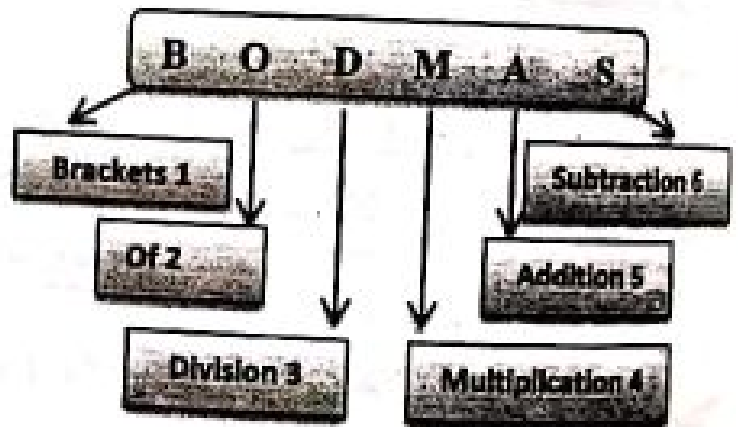 B O D M A S
Brackets 1
Subtraction 6
Of 2
Addition 5
Division 3
Multiplication 4